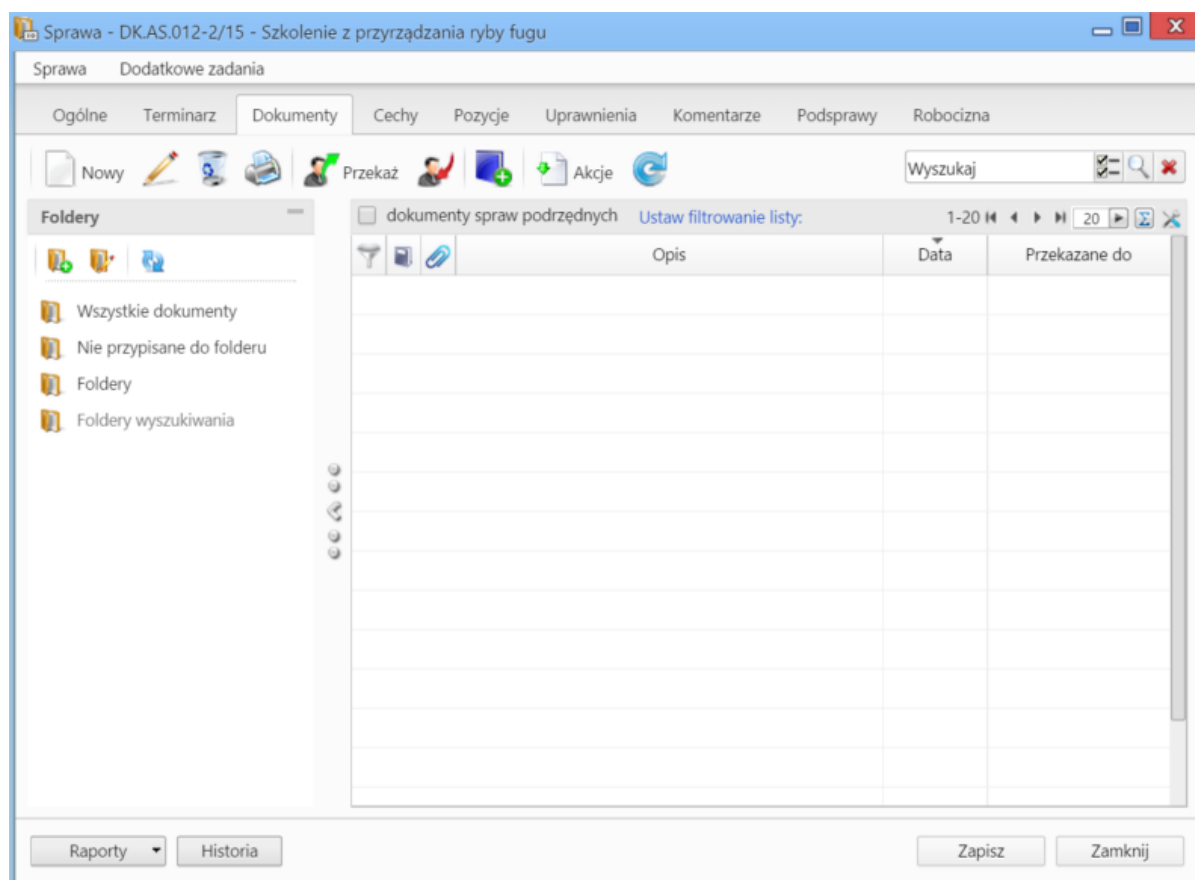 Sprawa - DK.AS.012-2/15 - Szkolenie z przyrządzania ryby fugu
Sprawa Dodatkowe zadania
Ogólne Terminarz Dokumenty Cechy Pozycje Uprawnienia Komentarze Podsprawy Robocizna
Nowy Przekaż Akcje Wyszukaj
Foldery
dokumenty spraw podrzędnych Ustaw filtrowanie listy: 1-20 20 Σ
Opis Data Przekazane do
Wszystkie dokumenty
Nie przypisane do folderu
Foldery
Foldery wyszukiwania
Raporty Historia Zapisz Zamknij